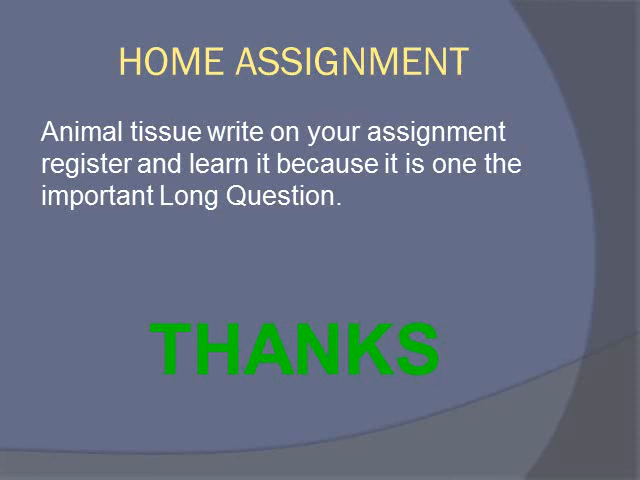 HOME ASSIGNMENT
Animal tissue write on your assignment
register and learn it because it is one the
important Long Question.
THANKS